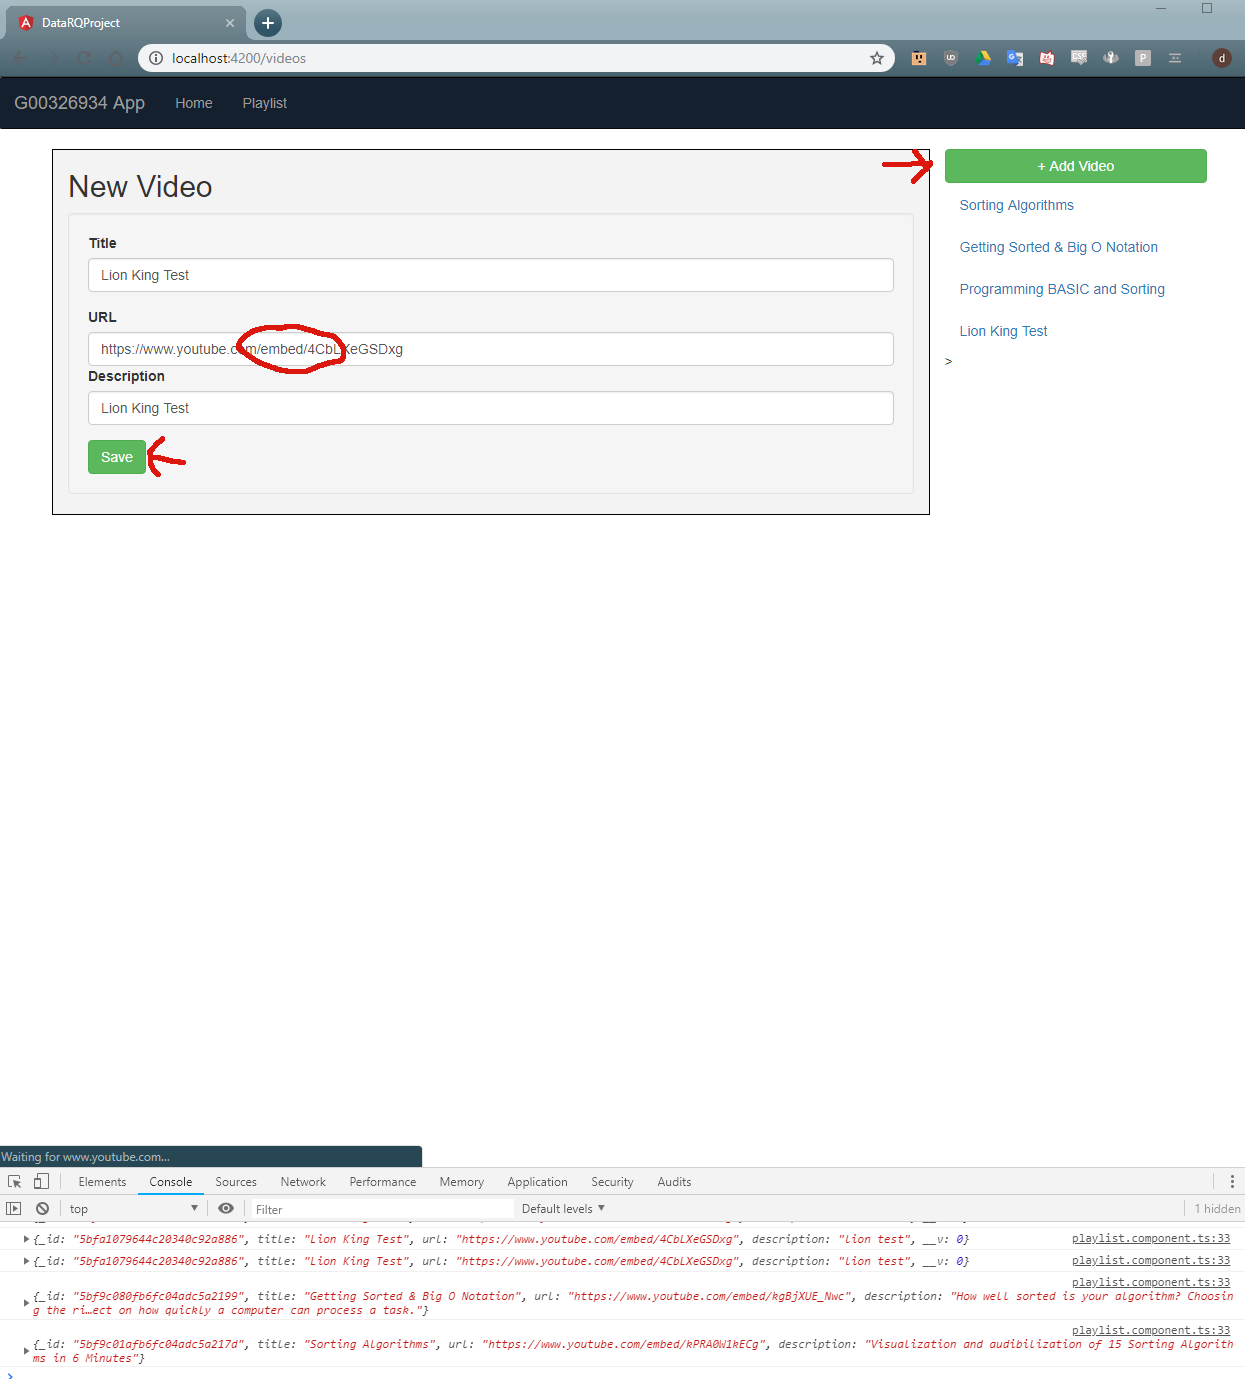 DataRQProject
localhost:4200/videos
d
G00326934 App
Home
Playlist
New Video
+ Add Video
Sorting Algorithms
Getting Sorted & Big O Notation
Programming BASIC and Sorting
Lion King Test
>
Title
Lion King Test
URL
https://www.youtube.com/embed/4CbLXeGSDxg
Description
Lion King Test
Save
Waiting for www.youtube.com...
Elements Console Sources Network Performance Memory Application Security Audits
top
Filter
Default levels ▼
1 hidden
{_id: "5bfa1079644c20340c92a886", title: "Lion King Test", url: "https://www.youtube.com/embed/4CbLXeGSDxg", description: "lion test", __v: 0} playlist.component.ts:33
{_id: "5bfa1079644c20340c92a886", title: "Lion King Test", url: "https://www.youtube.com/embed/4CbLXeGSDxg", description: "lion test", __v: 0} playlist.component.ts:33
playlist.component.ts:33
{_id: "5bf9c080fb6fc04adc5a2199", title: "Getting Sorted & Big O Notation", url: "https://www.youtube.com/embed/kgBjXUE_Nwc", description: "How well sorted is your algorithm? Choosin
g the ri…ect on how quickly a computer can process a task."}
playlist.component.ts:33
{_id: "5bf9c01afb6fc04adc5a217d", title: "Sorting Algorithms", url: "https://www.youtube.com/embed/kPRA0W1kECg", description: "Visualization and audibilization of 15 Sorting Algorith
ms in 6 Minutes"}